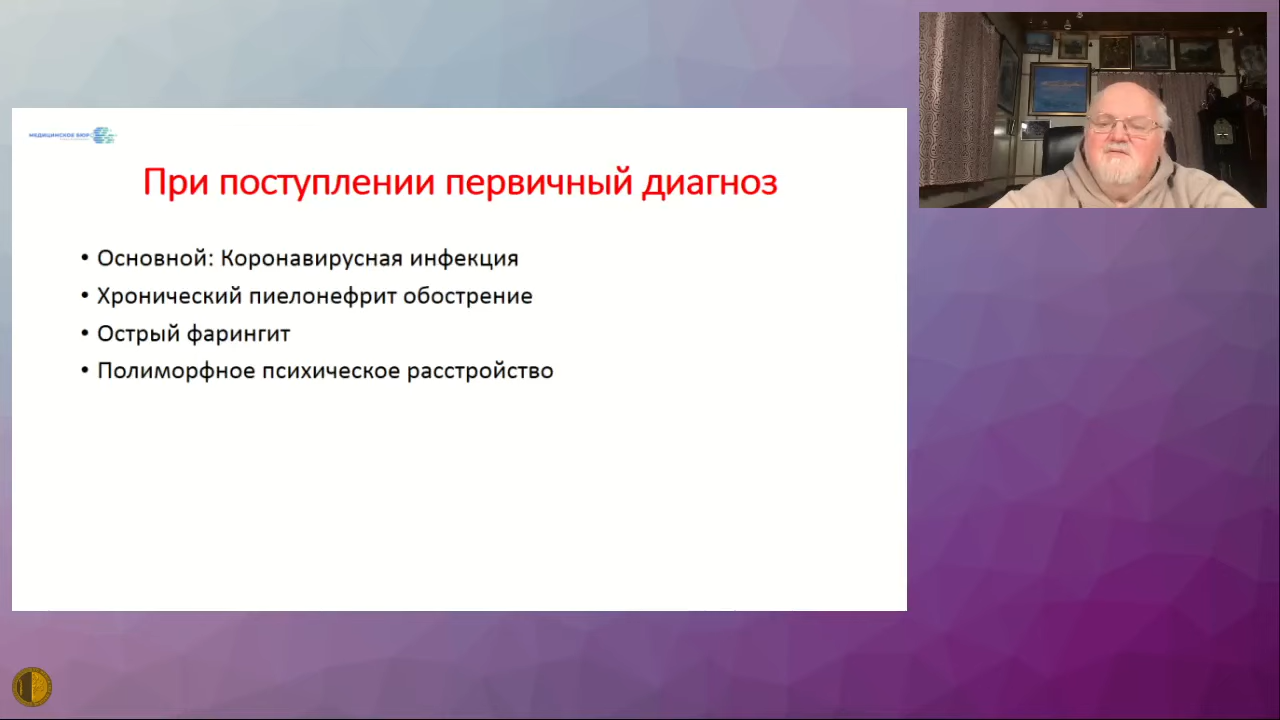 МЕДИЦИНСКОЕ БЮРО
При поступлении первичный диагноз
• Основной: Коронавирусная инфекция
• Хронический пиелонефрит обострение
• Острый фарингит
• Полиморфное психическое расстройство